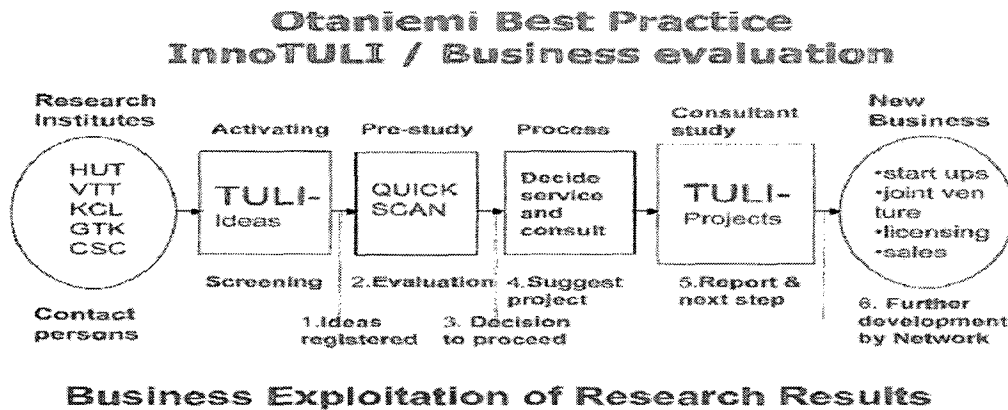 Otaniemi Best Practice
InnoTULI / Business evaluation
Research
Institutes
Activating
Pre-study
Process
Consultant
study
New
Business
HUT
VTT
KCL
GTK
CSC
TULI-
Ideas
QUICK
SCAN
Decide
service
and
consult
TULI-
Projects
•start ups
•joint ven
ture
•licensing
•sales
Contact
persons
Screening
1.Ideas
registered
2.Evaluation
3. Decision
to proceed
4.Suggest
project
5.Report &
next step
6. Further
development
by Network
Business Exploitation of Research Results